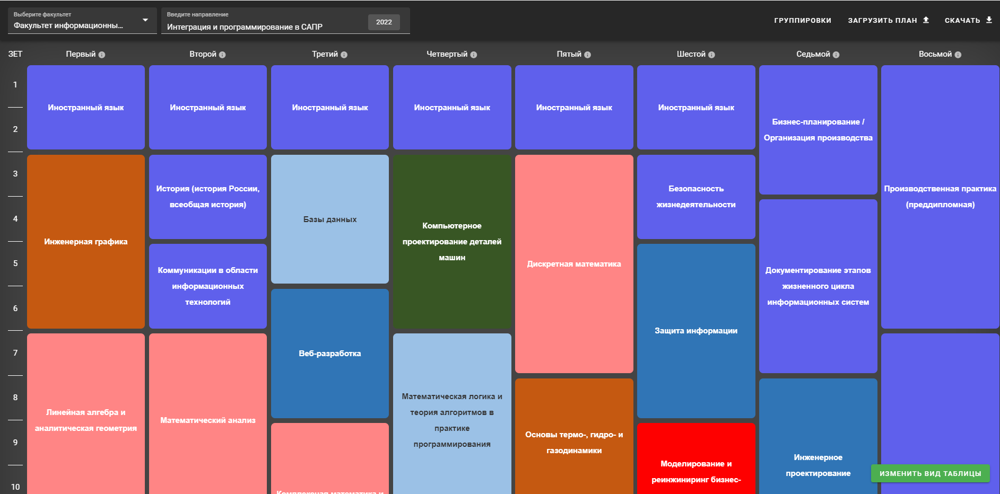 Выберите факультет
Факультет информационны...
Введите направление
Интеграция и программирование в САПР
2022
ГРУППИРОВКИ
ЗАГРУЗИТЬ ПЛАН
СКАЧАТЬ
ЗЕТ
Первый
Второй
Третий
Четвертый
Пятый
Шестой
Седьмой
Восьмой
1
2
3
4
5
6
7
8
9
10
Иностранный язык
Инженерная графика
Линейная алгебра и
аналитическая геометрия
Иностранный язык
История (история России,
всеобщая история)
Коммуникации в области
информационных
технологий
Математический анализ
Иностранный язык
Базы данных
Веб-разработка
Комплексная математика и
Иностранный язык
Компьютерное
проектирование деталей
машин
Математическая логика и
теория алгоритмов в
практике
программирования
Иностранный язык
Дискретная математика
Основы термо-, гидро- и
газодинамики
Иностранный язык
Безопасность
жизнедеятельности
Защита информации
Моделирование и
реинжиниринг бизнес-
Бизнес-планирование /
Организация производства
Документирование этапов
жизненного цикла
информационных систем
Инженерное
проектирование
Производственная практика
(преддипломная)
ИЗМЕНИТЬ ВИД ТАБЛИЦЫ